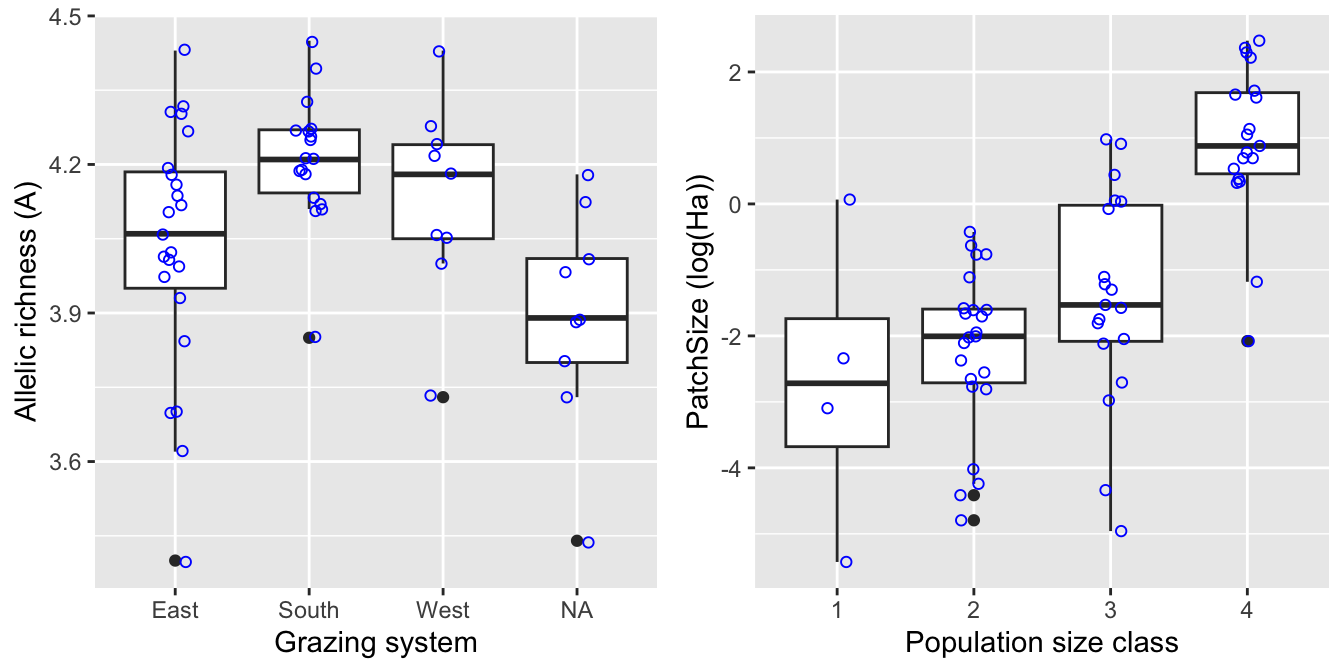 Allelic richness (A)
4.5
4.2
3.9
3.6
East South West NA
Grazing system
PatchSize (log(Ha))
2
0
-2
-4
1 2 3 4
Population size class